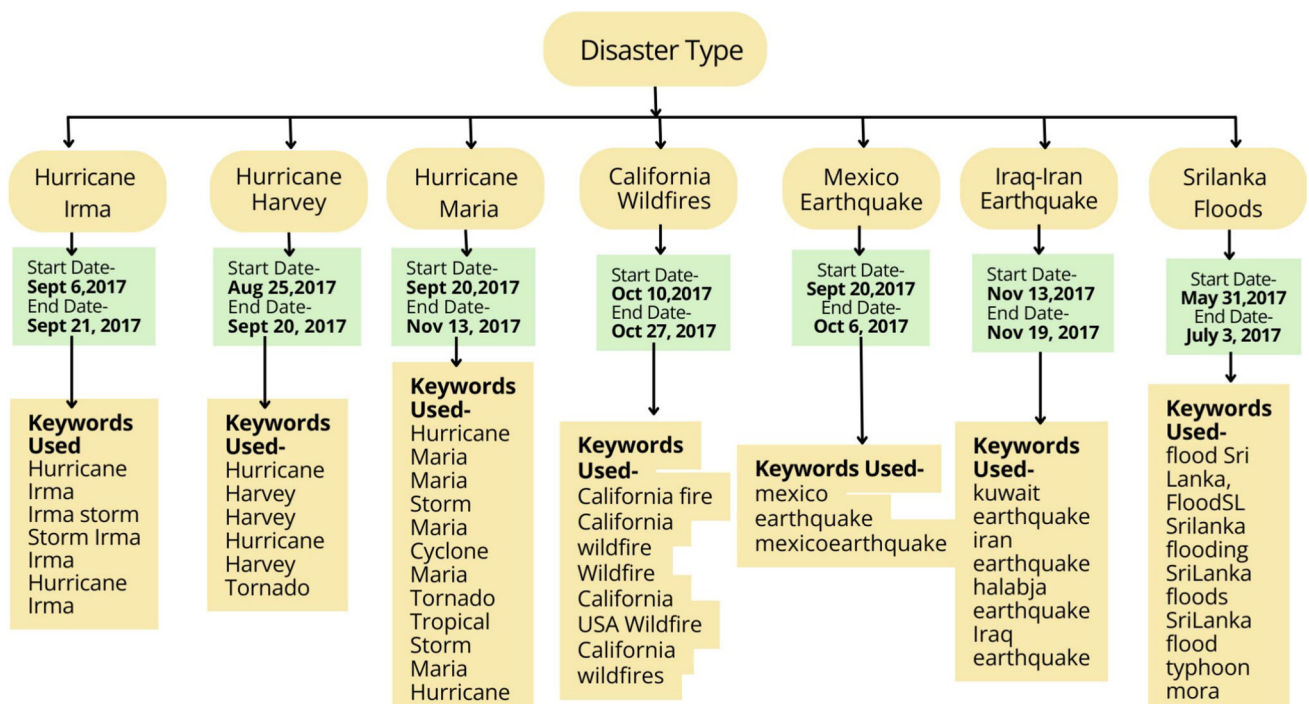 Disaster Type
Hurricane
Irma
Start Date-
Sept 6,2017
End Date-
Sept 21, 2017
Keywords
Used
Hurricane
Irma
Irma storm
Storm Irma
Irma
Hurricane
Irma
Hurricane
Harvey
Start Date-
Aug 25,2017
End Date-
Sept 20, 2017
Keywords
Used-
Hurricane
Harvey
Harvey
Hurricane
Harvey
Tornado
Hurricane
Maria
Start Date-
Sept 20,2017
End Date-
Nov 13, 2017
Keywords
Used-
Hurricane
Maria
Maria
Storm
Maria
Cyclone
Maria
Tornado
Tropical
Storm
Maria
Hurricane
California
Wildfires
Start Date-
Oct 10,2017
End Date-
Oct 27, 2017
Keywords
Used-
California fire
California
wildfire
Wildfire
California
USA Wildfire
California
wildfires
Mexico
Earthquake
Start Date-
Sept 20,2017
End Date-
Oct 6, 2017
Keywords Used-
mexico
earthquake
mexicoearthquake
Iraq-Iran
Earthquake
Start Date-
Nov 13,2017
End Date-
Nov 19, 2017
Keywords
Used-
kuwait
earthquake
iran
earthquake
halabja
earthquake
Iraq
earthquake
Srilanka
Floods
Start Date-
May 31,2017
End Date-
July 3, 2017
Keywords
Used-
flood Sri
Lanka,
FloodSL
Srilanka
flooding
SriLanka
floods
SriLanka
flood
typhoon
mora